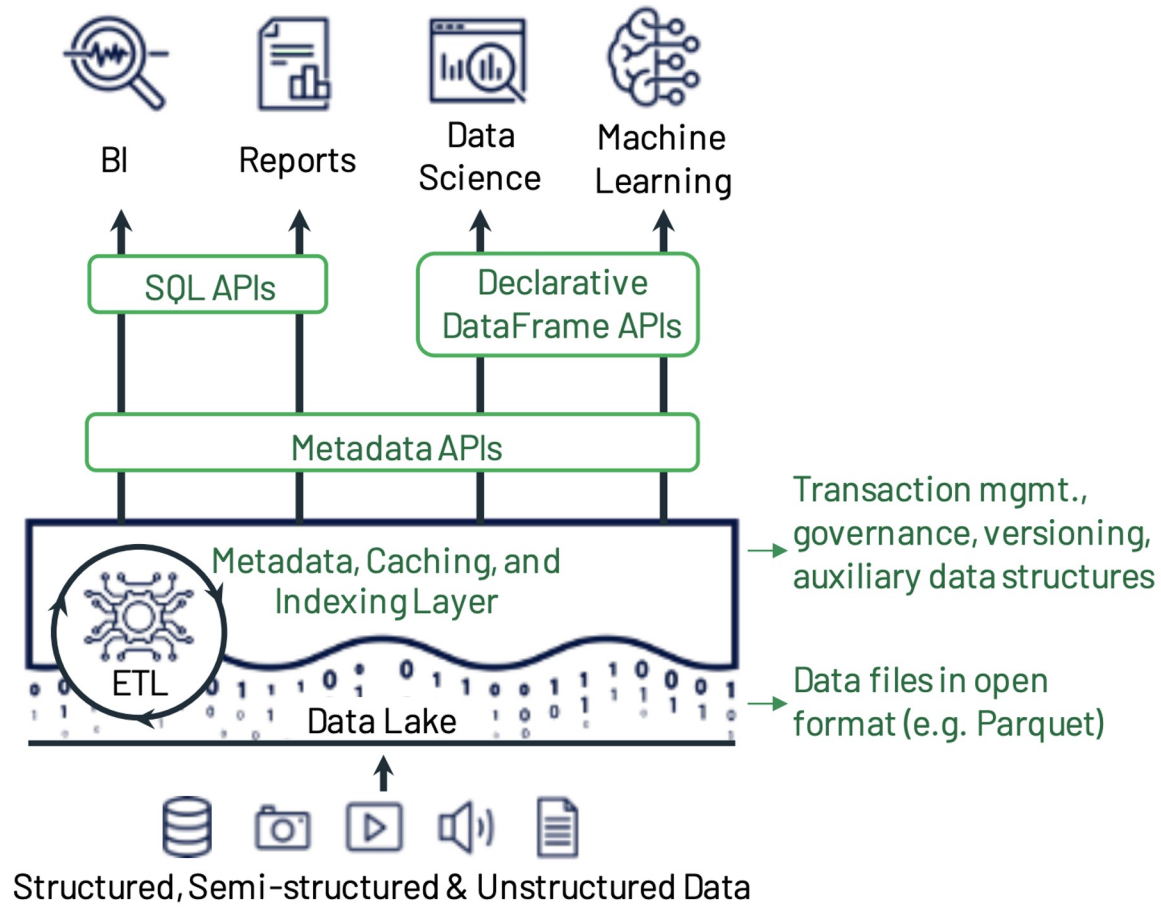 BI
Reports
Data
Science
Machine
Learning
SQL APIs
Declarative
DataFrame APIs
Metadata APIs
Metadata, Caching, and
Indexing Layer
Transaction mgmt.,
governance, versioning,
auxiliary data structures
ETL
Data Lake
Data files in open
format (e.g. Parquet)
Structured, Semi-structured & Unstructured Data